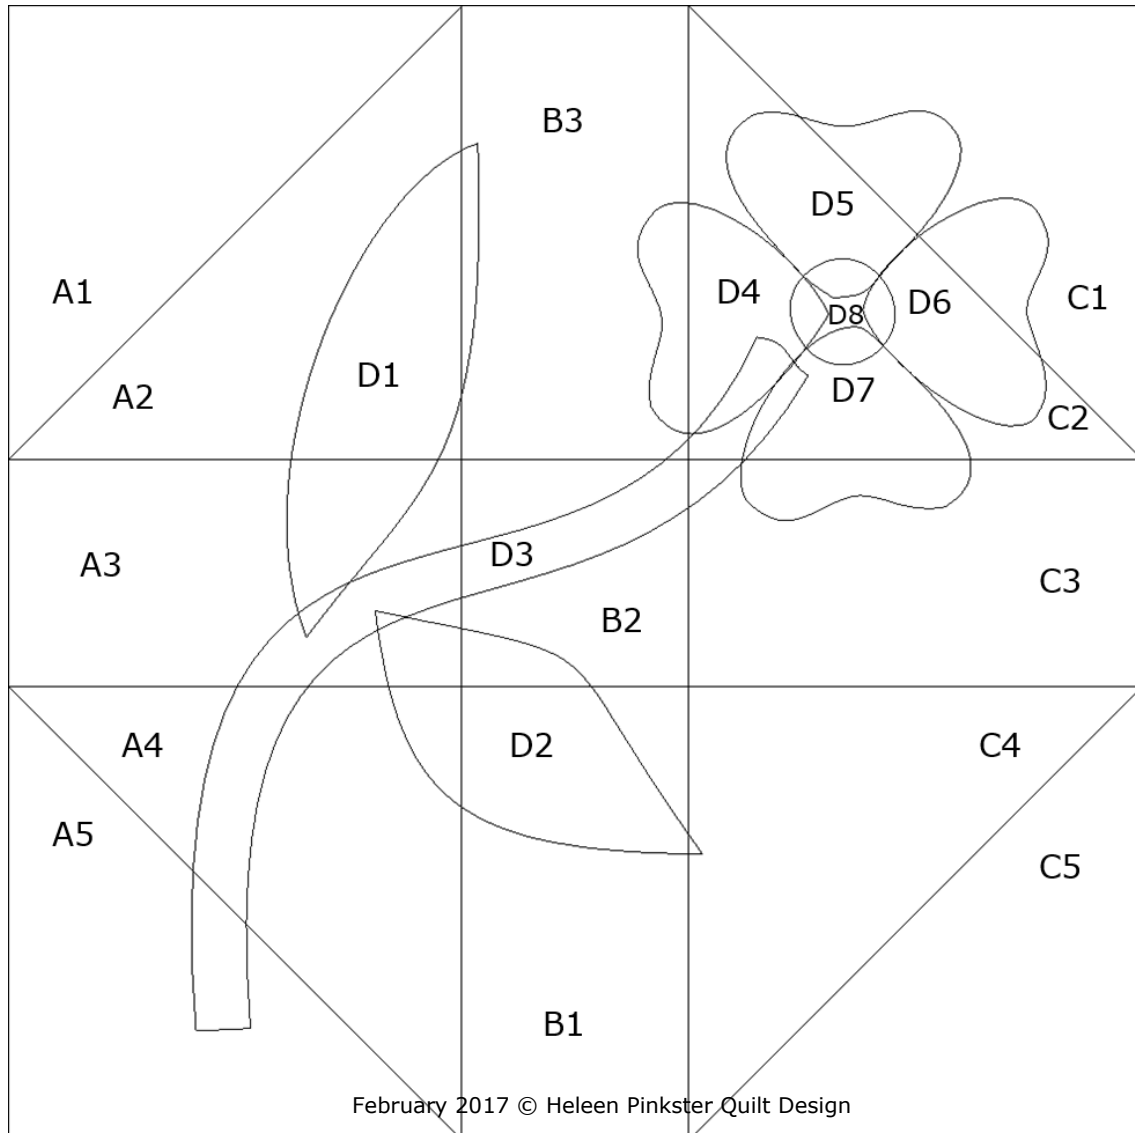 B3
D5
A1
D4
D6
C1
D8
D1
D7
A2
C2
D3
A3
C3
B2
A4
D2
C4
A5
C5
B1
February 2017 © Heleen Pinkster Quilt Design